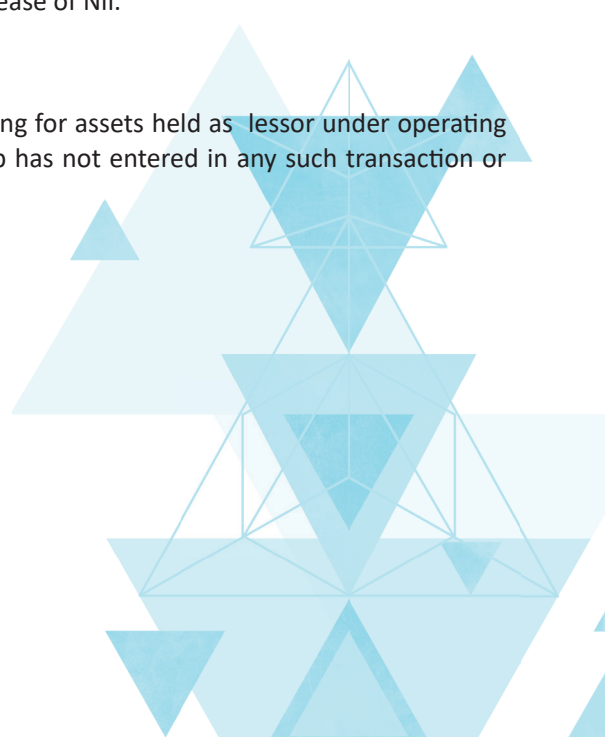 ease of Nil.
ng for assets held as lessor under operating
has not entered in any such transaction or